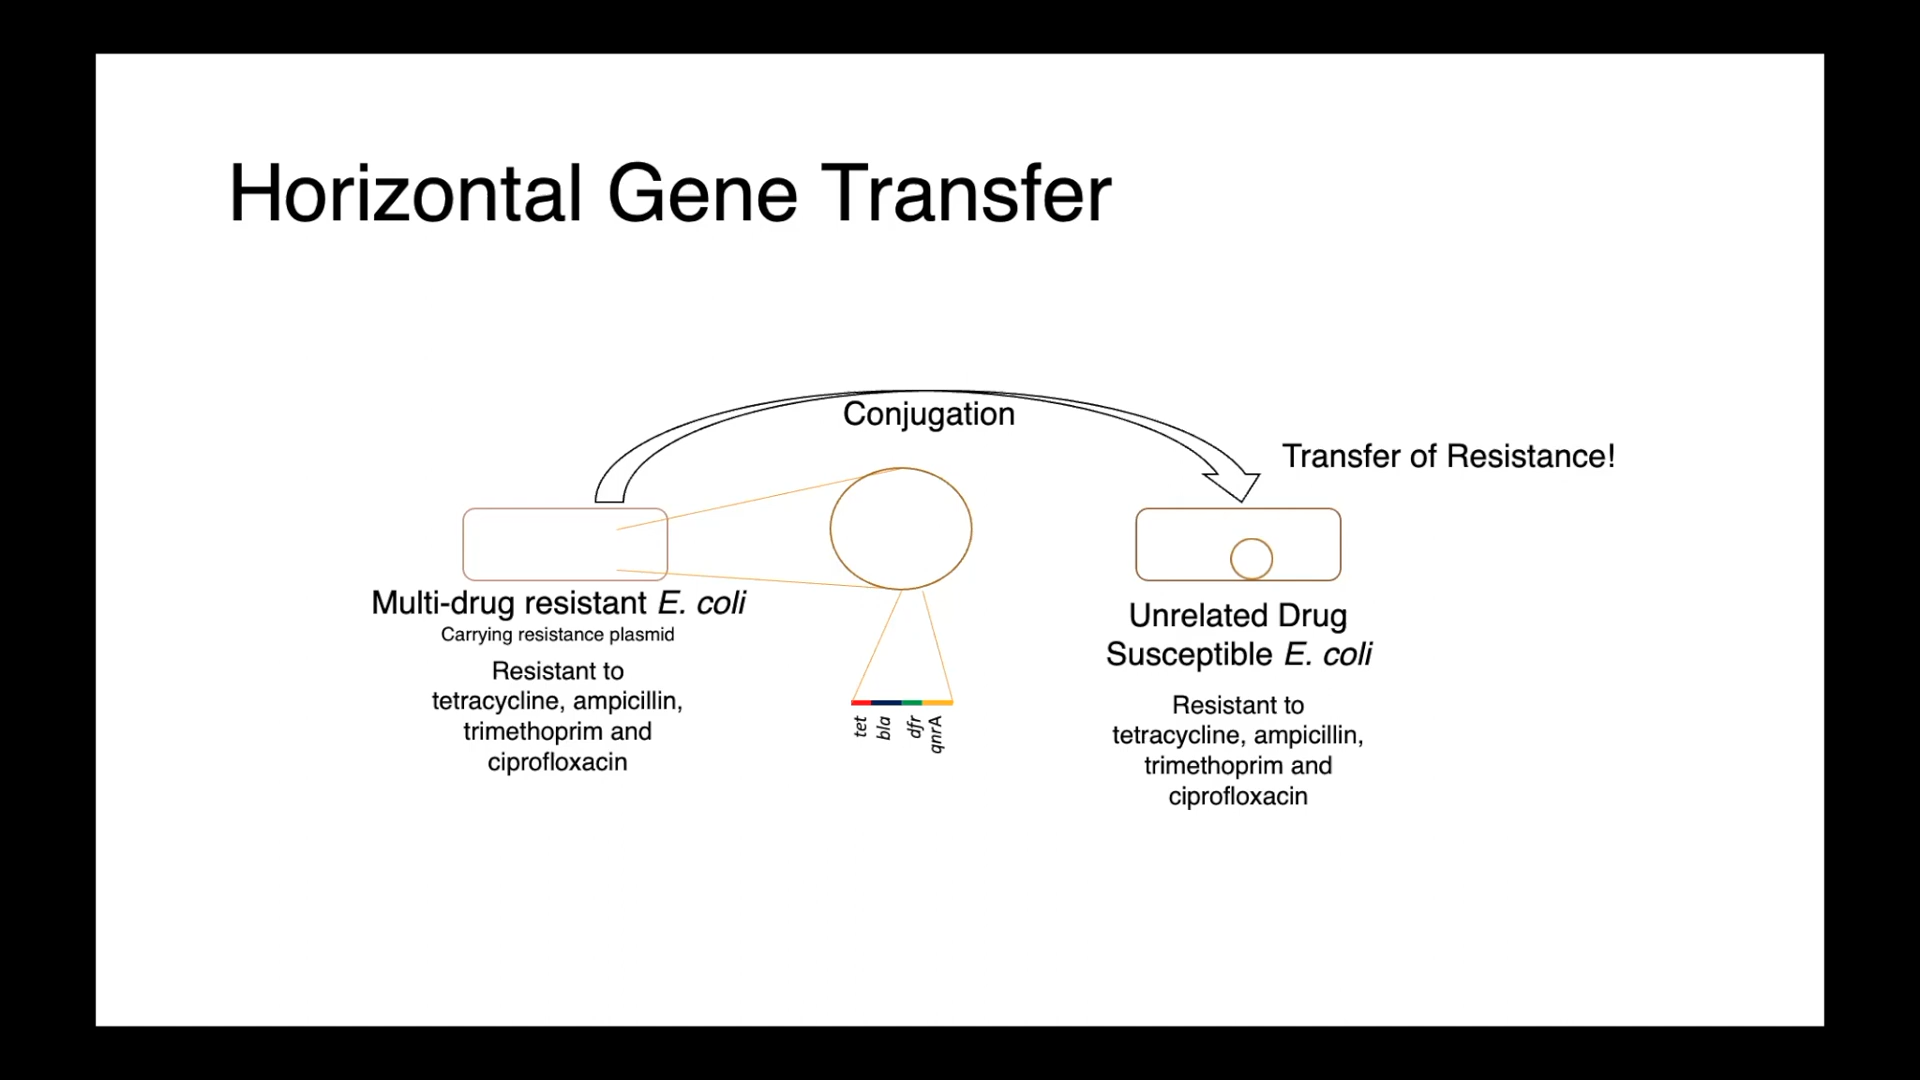 Horizontal Gene Transfer
Conjugation
Transfer of Resistance!
Multi-drug resistant E. coli
Carrying resistance plasmid
Resistant to
tetracycline, ampicillin,
trimethoprim and
ciprofloxacin
tet
bla
dfr
qnrA
Unrelated Drug
Susceptible E. coli
Resistant to
tetracycline, ampicillin,
trimethoprim and
ciprofloxacin